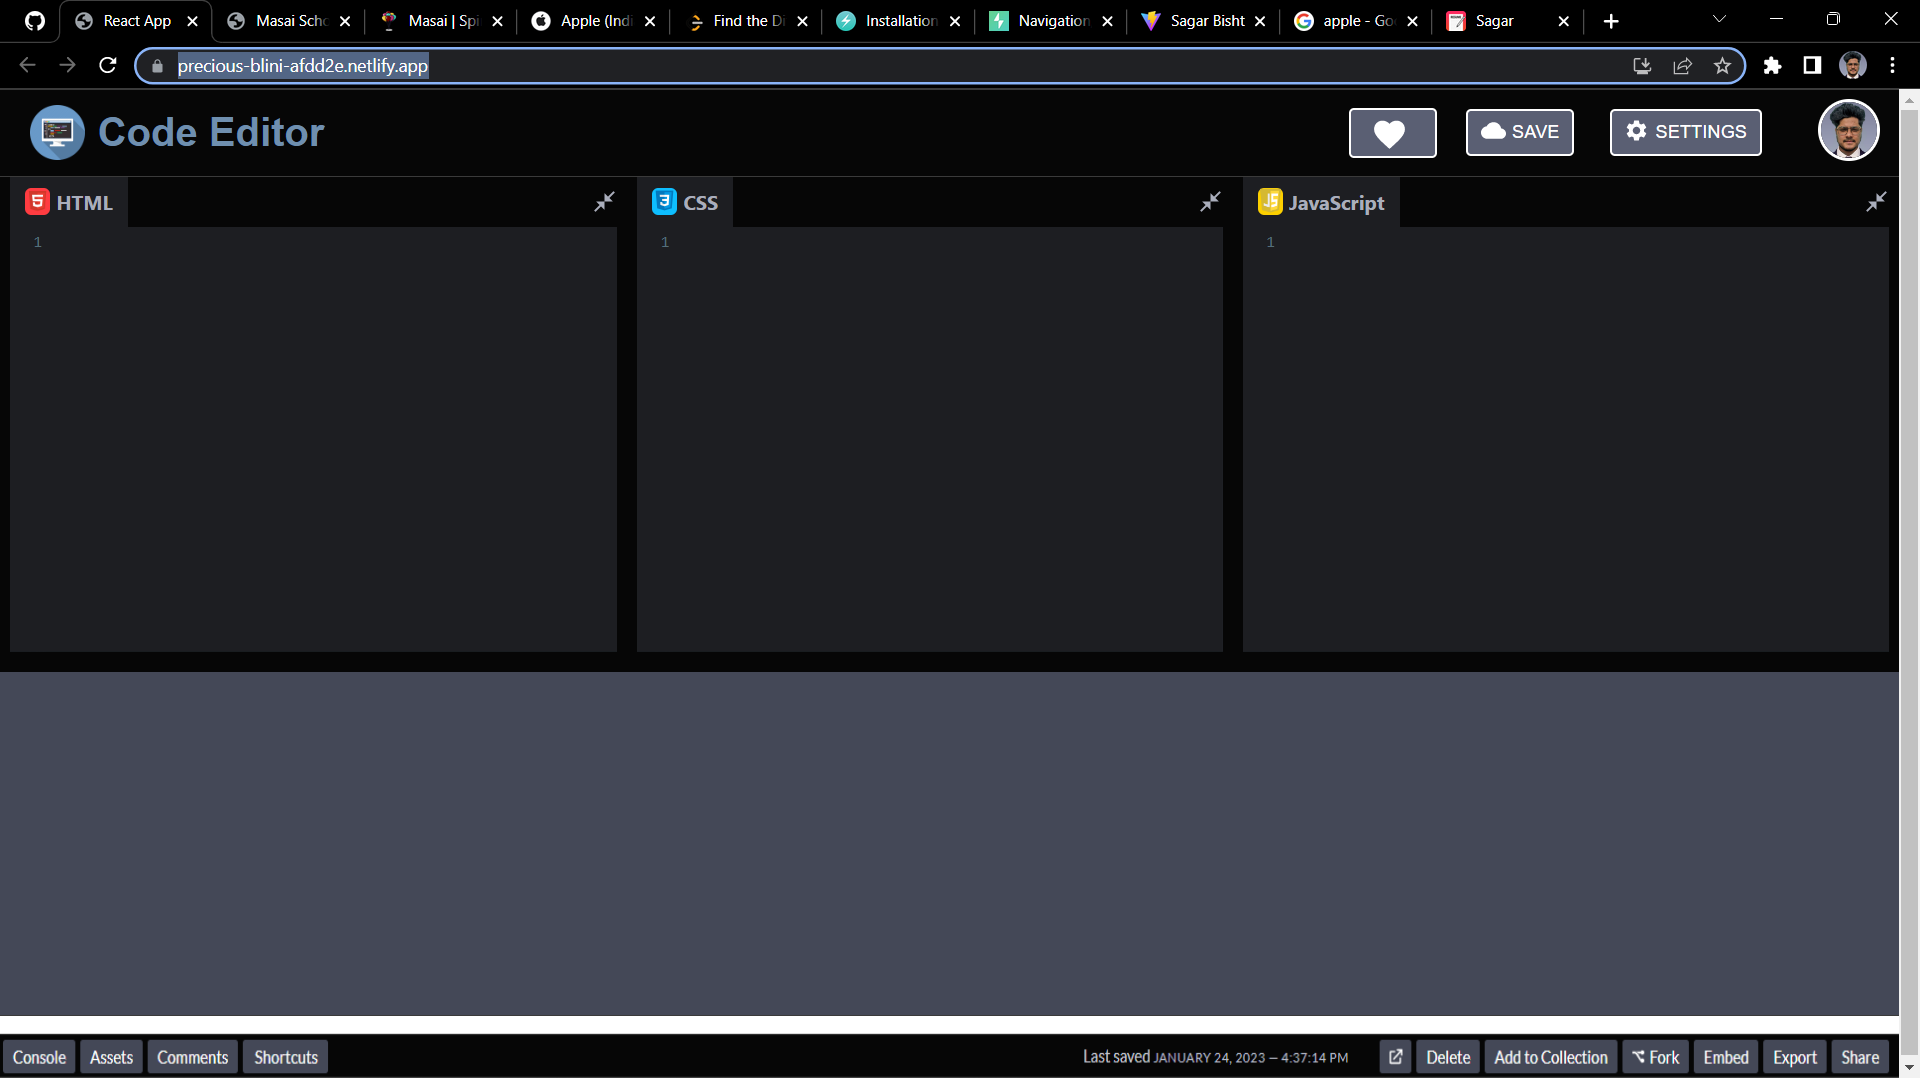 React App
Masai Scho
Masai | Spi
Apple (Indi
Find the Di
Installation
Navigation
Sagar Bisht
apple - Goo
Sagar
precious-blini-afdd2e.netlify.app
Code Editor
SAVE
SETTINGS
HTML
CSS
JavaScript
1
1
1
Console Assets Comments Shortcuts
Last saved JANUARY 24, 2023 – 4:37:14 PM
Delete Add to Collection Fork Embed Export Share